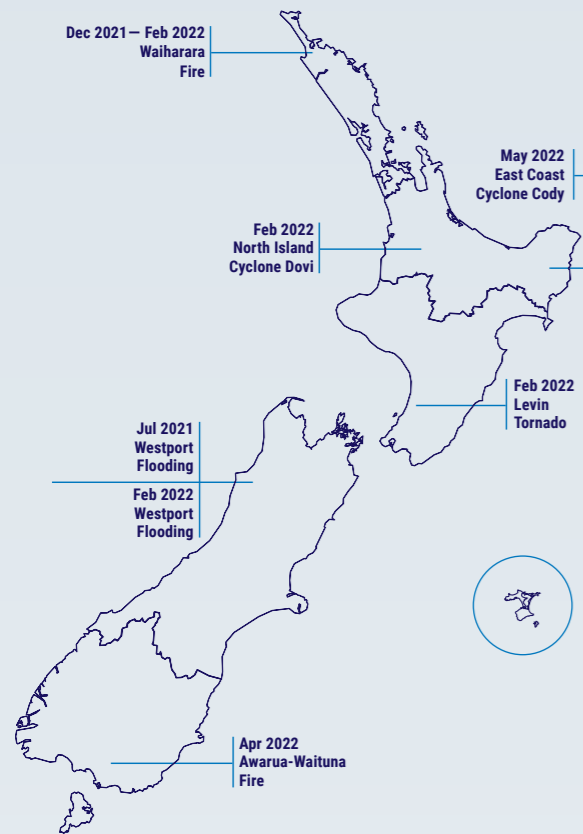 Dec 2021 — Feb 2022
Waiharara
Fire
May 2022
East Coast
Cyclone Cody
Feb 2022
North Island
Cyclone Dovi
Feb 2022
Levin
Tornado
Jul 2021
Westport
Flooding
Feb 2022
Westport
Flooding
Apr 2022
Awarua-Waituna
Fire